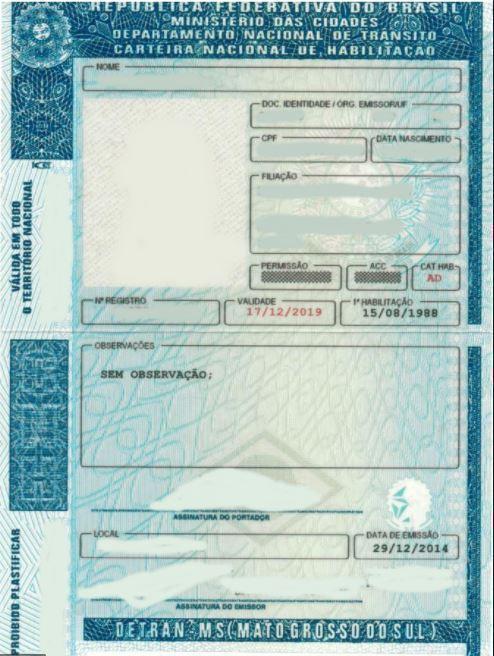 REPÚBLICA FEDERATIVA DO BRASIL
MINISTÉRIO DAS CIDADES
DEPARTAMENTO NACIONAL DE TRÂNSITO
CARTEIRA NACIONAL DE HABILITAÇÃO
NOME
DOC. IDENTIDADE / ÓRG. EMISSOR/UF
CPF
DATA NASCIMENTO
FILIAÇÃO
PERMISSÃO
ACC
CAT HAB
AD
Nº REGISTRO
VALIDADE
17/12/2019
1ª HABILITAÇÃO
15/08/1988
VÁLIDA EM TODO
O TERRITÓRIO NACIONAL
OBSERVAÇÕES
SEM OBSERVAÇÃO;
ASSINATURA DO PORTADOR
LOCAL
DATA DE EMISSÃO
29/12/2014
ASSINATURA DO EMISSOR
PROIBIDO PLASTIFICAR
DETRAN MS(MATO GROSSO DO SUL)